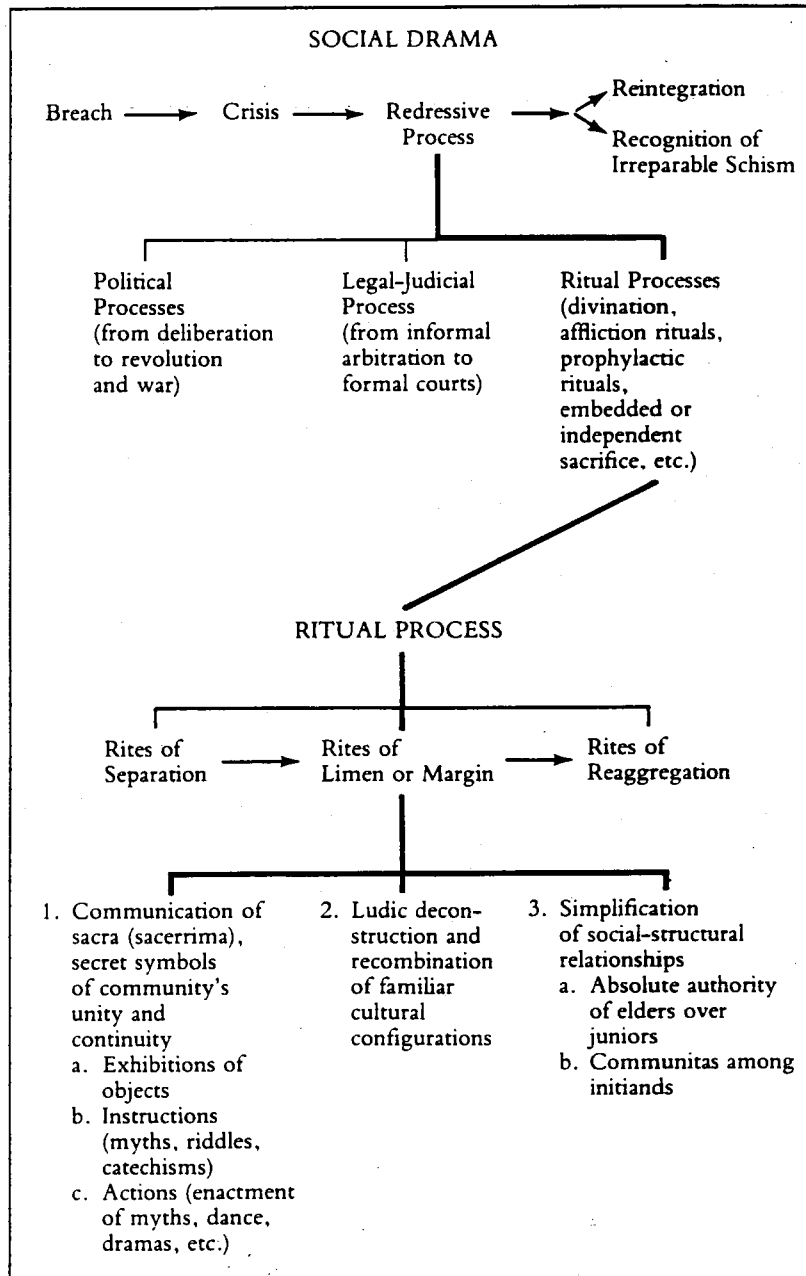 SOCIAL DRAMA
Breach
Crisis
Redressive
Process
Reintegration
Recognition of
Irreparable Schism
Political
Processes
(from deliberation
to revolution
and war)
Legal-Judicial
Process
(from informal
arbitration to
formal courts)
Ritual Processes
(divination,
affliction rituals,
prophylactic
rituals,
embedded or
independent
sacrifice, etc.)
RITUAL PROCESS
Rites of
Separation
Rites of
Limen or Margin
Rites of
Reaggregation
1. Communication of
sacra (sacerrima),
secret symbols
of community's
unity and
continuity
a. Exhibitions of
objects
b. Instructions
(myths, riddles,
catechisms)
c. Actions (enactment
of myths, dance,
dramas, etc.)
2. Ludic decon-
struction and
recombination
of familiar
cultural
configurations
3. Simplification
of social-structural
relationships
a. Absolute authority
of elders over
juniors
b. Communitas among
initiands